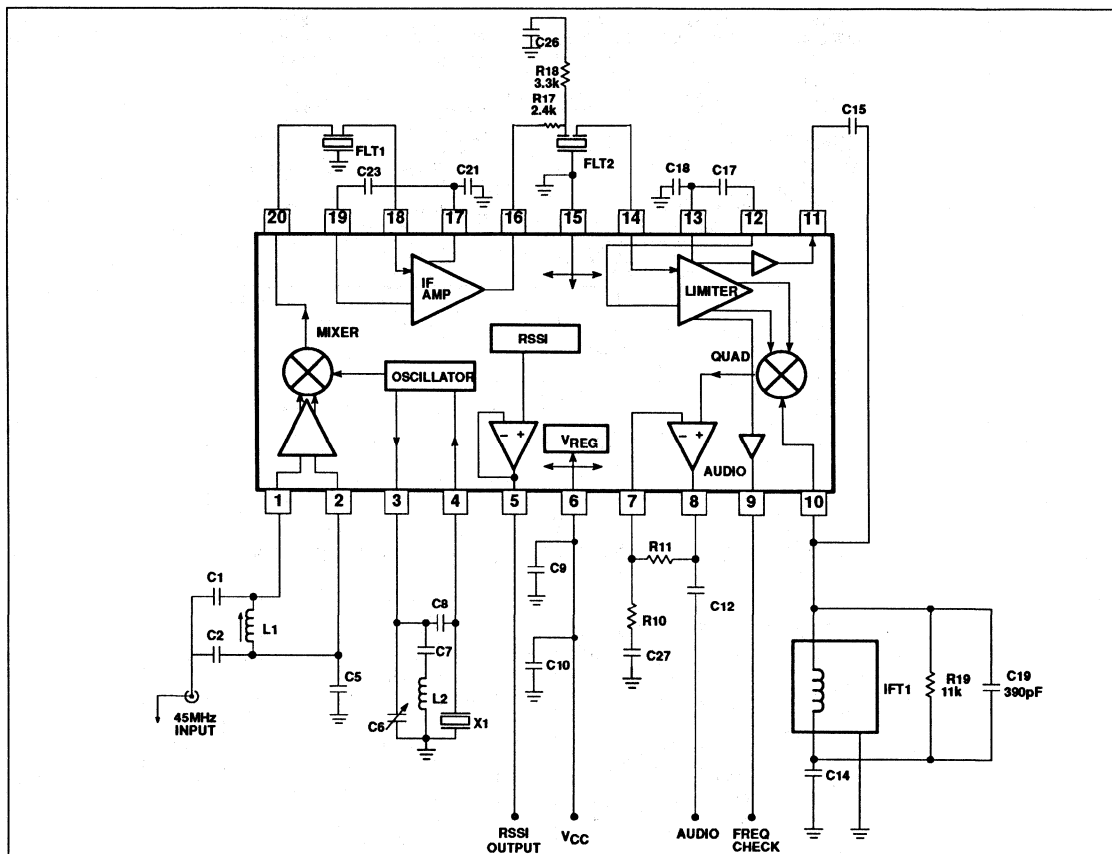 C26
R18
3.3k
R17
2.4k
FLT1
FLT2
C15
C23
C21
C18
C17
20
19
18
17
16
15
14
13
12
11
IF
AMP
LIMITER
MIXER
RSSI
OSCILLATOR
QUAD
− +
VREG
− +
AUDIO
1
2
3
4
5
6
7
8
9
10
C1
L1
C2
C5
45MHz
INPUT
C8
C7
L2
C6
X1
C9
C10
R11
R10
C27
C12
IFT1
R19
11k
C19
390pF
C14
RSSI
OUTPUT
VCC
AUDIO
FREQ
CHECK